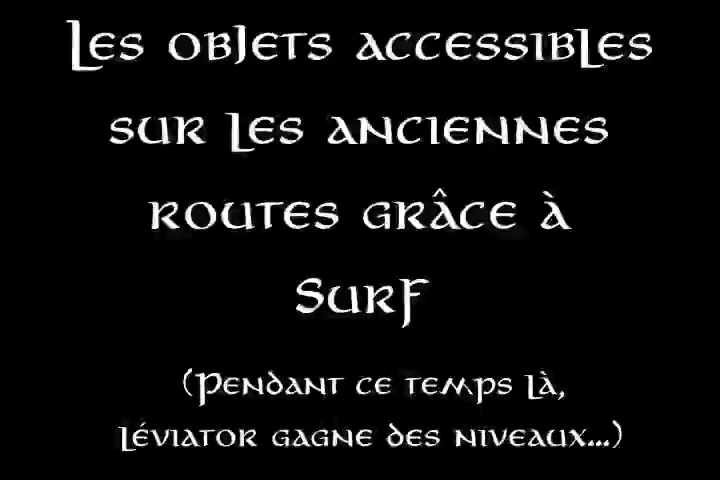 Les objets accessibles
sur les anciennes
routes grâce à
Surf
(Pendant ce temps là,
Léviator gagne des niveaux...)